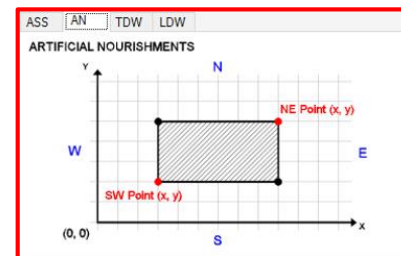 ASS AN TDW LDW
ARTIFICIAL NOURISHMENTS
Y N
NE Point (x, y)
W E
SW Point (x, y)
X
(0, 0) S